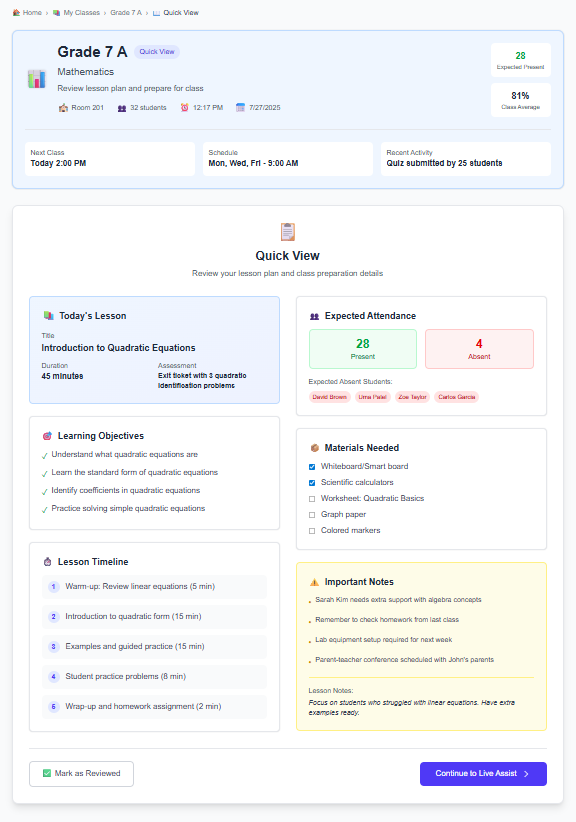 Home › My Classes › Grade 7 A › Quick View
Grade 7 A Quick View
Mathematics
Review lesson plan and prepare for class
Room 201 32 students 12:17 PM 7/27/2025
28
Expected Present
81%
Class Average
Next Class
Today 2:00 PM
Schedule
Mon, Wed, Fri - 9:00 AM
Recent Activity
Quiz submitted by 25 students
Quick View
Review your lesson plan and class preparation details
Today's Lesson
Title
Introduction to Quadratic Equations
Duration
45 minutes
Assessment
Exit ticket with 3 quadratic
identification problems
Learning Objectives
Understand what quadratic equations are
Learn the standard form of quadratic equations
Identify coefficients in quadratic equations
Practice solving simple quadratic equations
Lesson Timeline
1 Warm-up: Review linear equations (5 min)
2 Introduction to quadratic form (15 min)
3 Examples and guided practice (15 min)
4 Student practice problems (8 min)
5 Wrap-up and homework assignment (2 min)
Expected Attendance
28
Present
4
Absent
Expected Absent Students:
David Brown Uma Patel Zoe Taylor Carlos Garcia
Materials Needed
Whiteboard/Smart board
Scientific calculators
Worksheet: Quadratic Basics
Graph paper
Colored markers
Important Notes
• Sarah Kim needs extra support with algebra concepts
• Remember to check homework from last class
• Lab equipment setup required for next week
• Parent-teacher conference scheduled with John's parents
Lesson Notes:
Focus on students who struggled with linear equations. Have extra
examples ready.
Mark as Reviewed
Continue to Live Assist